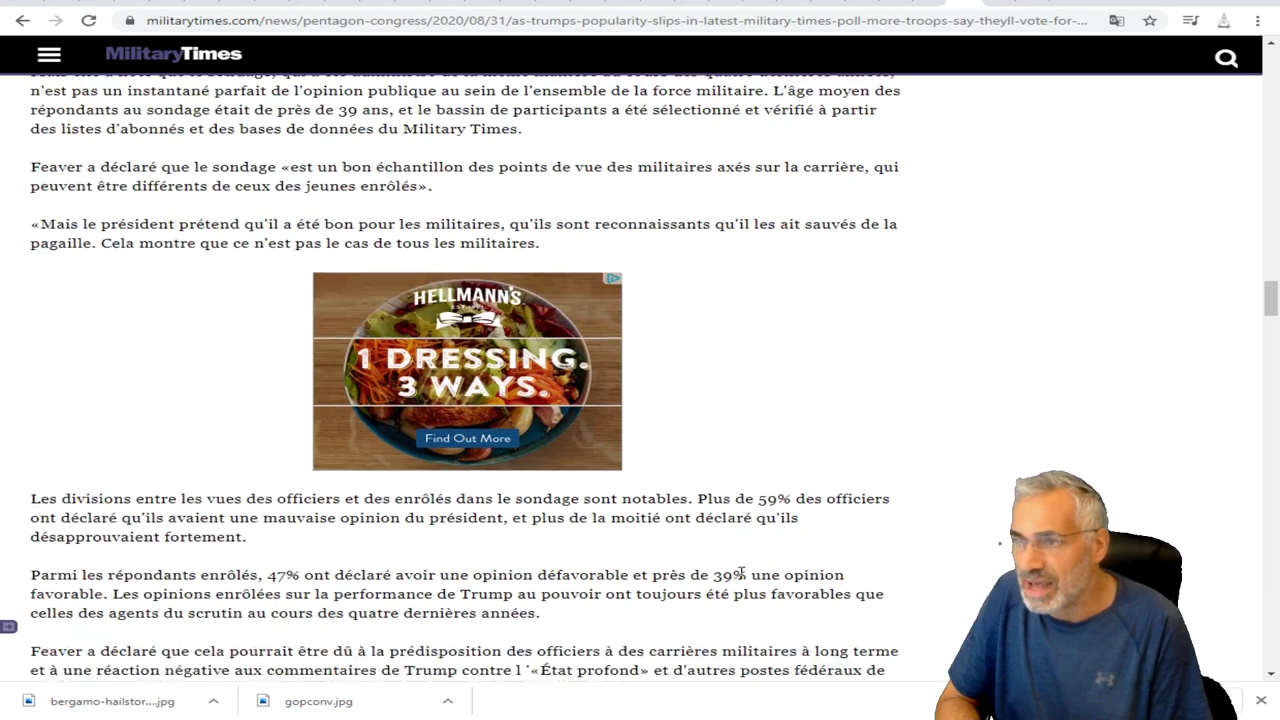 militarytimes.com/news/pentagon-congress/2020/08/31/as-trumps-popularity-slips-in-latest-military-times-poll-more-troops-say-theyll-vote-for-...
MilitaryTimes
n'est pas un instantané parfait de l'opinion publique au sein de l'ensemble de la force militaire. L'âge moyen des
répondants au sondage était de près de 39 ans, et le bassin de participants a été sélectionné et vérifié à partir
des listes d'abonnés et des bases de données du Military Times.
Feaver a déclaré que le sondage «est un bon échantillon des points de vue des militaires axés sur la carrière, qui
peuvent être différents de ceux des jeunes enrôlés».
«Mais le président prétend qu'il a été bon pour les militaires, qu'ils sont reconnaissants qu'il les ait sauvés de la
pagaille. Cela montre que ce n'est pas le cas de tous les militaires.
HELLMANN'S
1 DRESSING.
3 WAYS.
Find Out More
Les divisions entre les vues des officiers et des enrôlés dans le sondage sont notables. Plus de 59% des officiers
ont déclaré qu'ils avaient une mauvaise opinion du président, et plus de la moitié ont déclaré qu'ils
désapprouvaient fortement.
Parmi les répondants enrôlés, 47% ont déclaré avoir une opinion défavorable et près de 39% une opinion
favorable. Les opinions enrôlées sur la performance de Trump au pouvoir ont toujours été plus favorables que
celles des agents du scrutin au cours des quatre dernières années.
Feaver a déclaré que cela pourrait être dû à la prédisposition des officiers à des carrières militaires à long terme
et à une réaction négative aux commentaires de Trump contre l '«État profond» et d'autres postes fédéraux de
bergamo-hailstor....jpg
gopconv.jpg